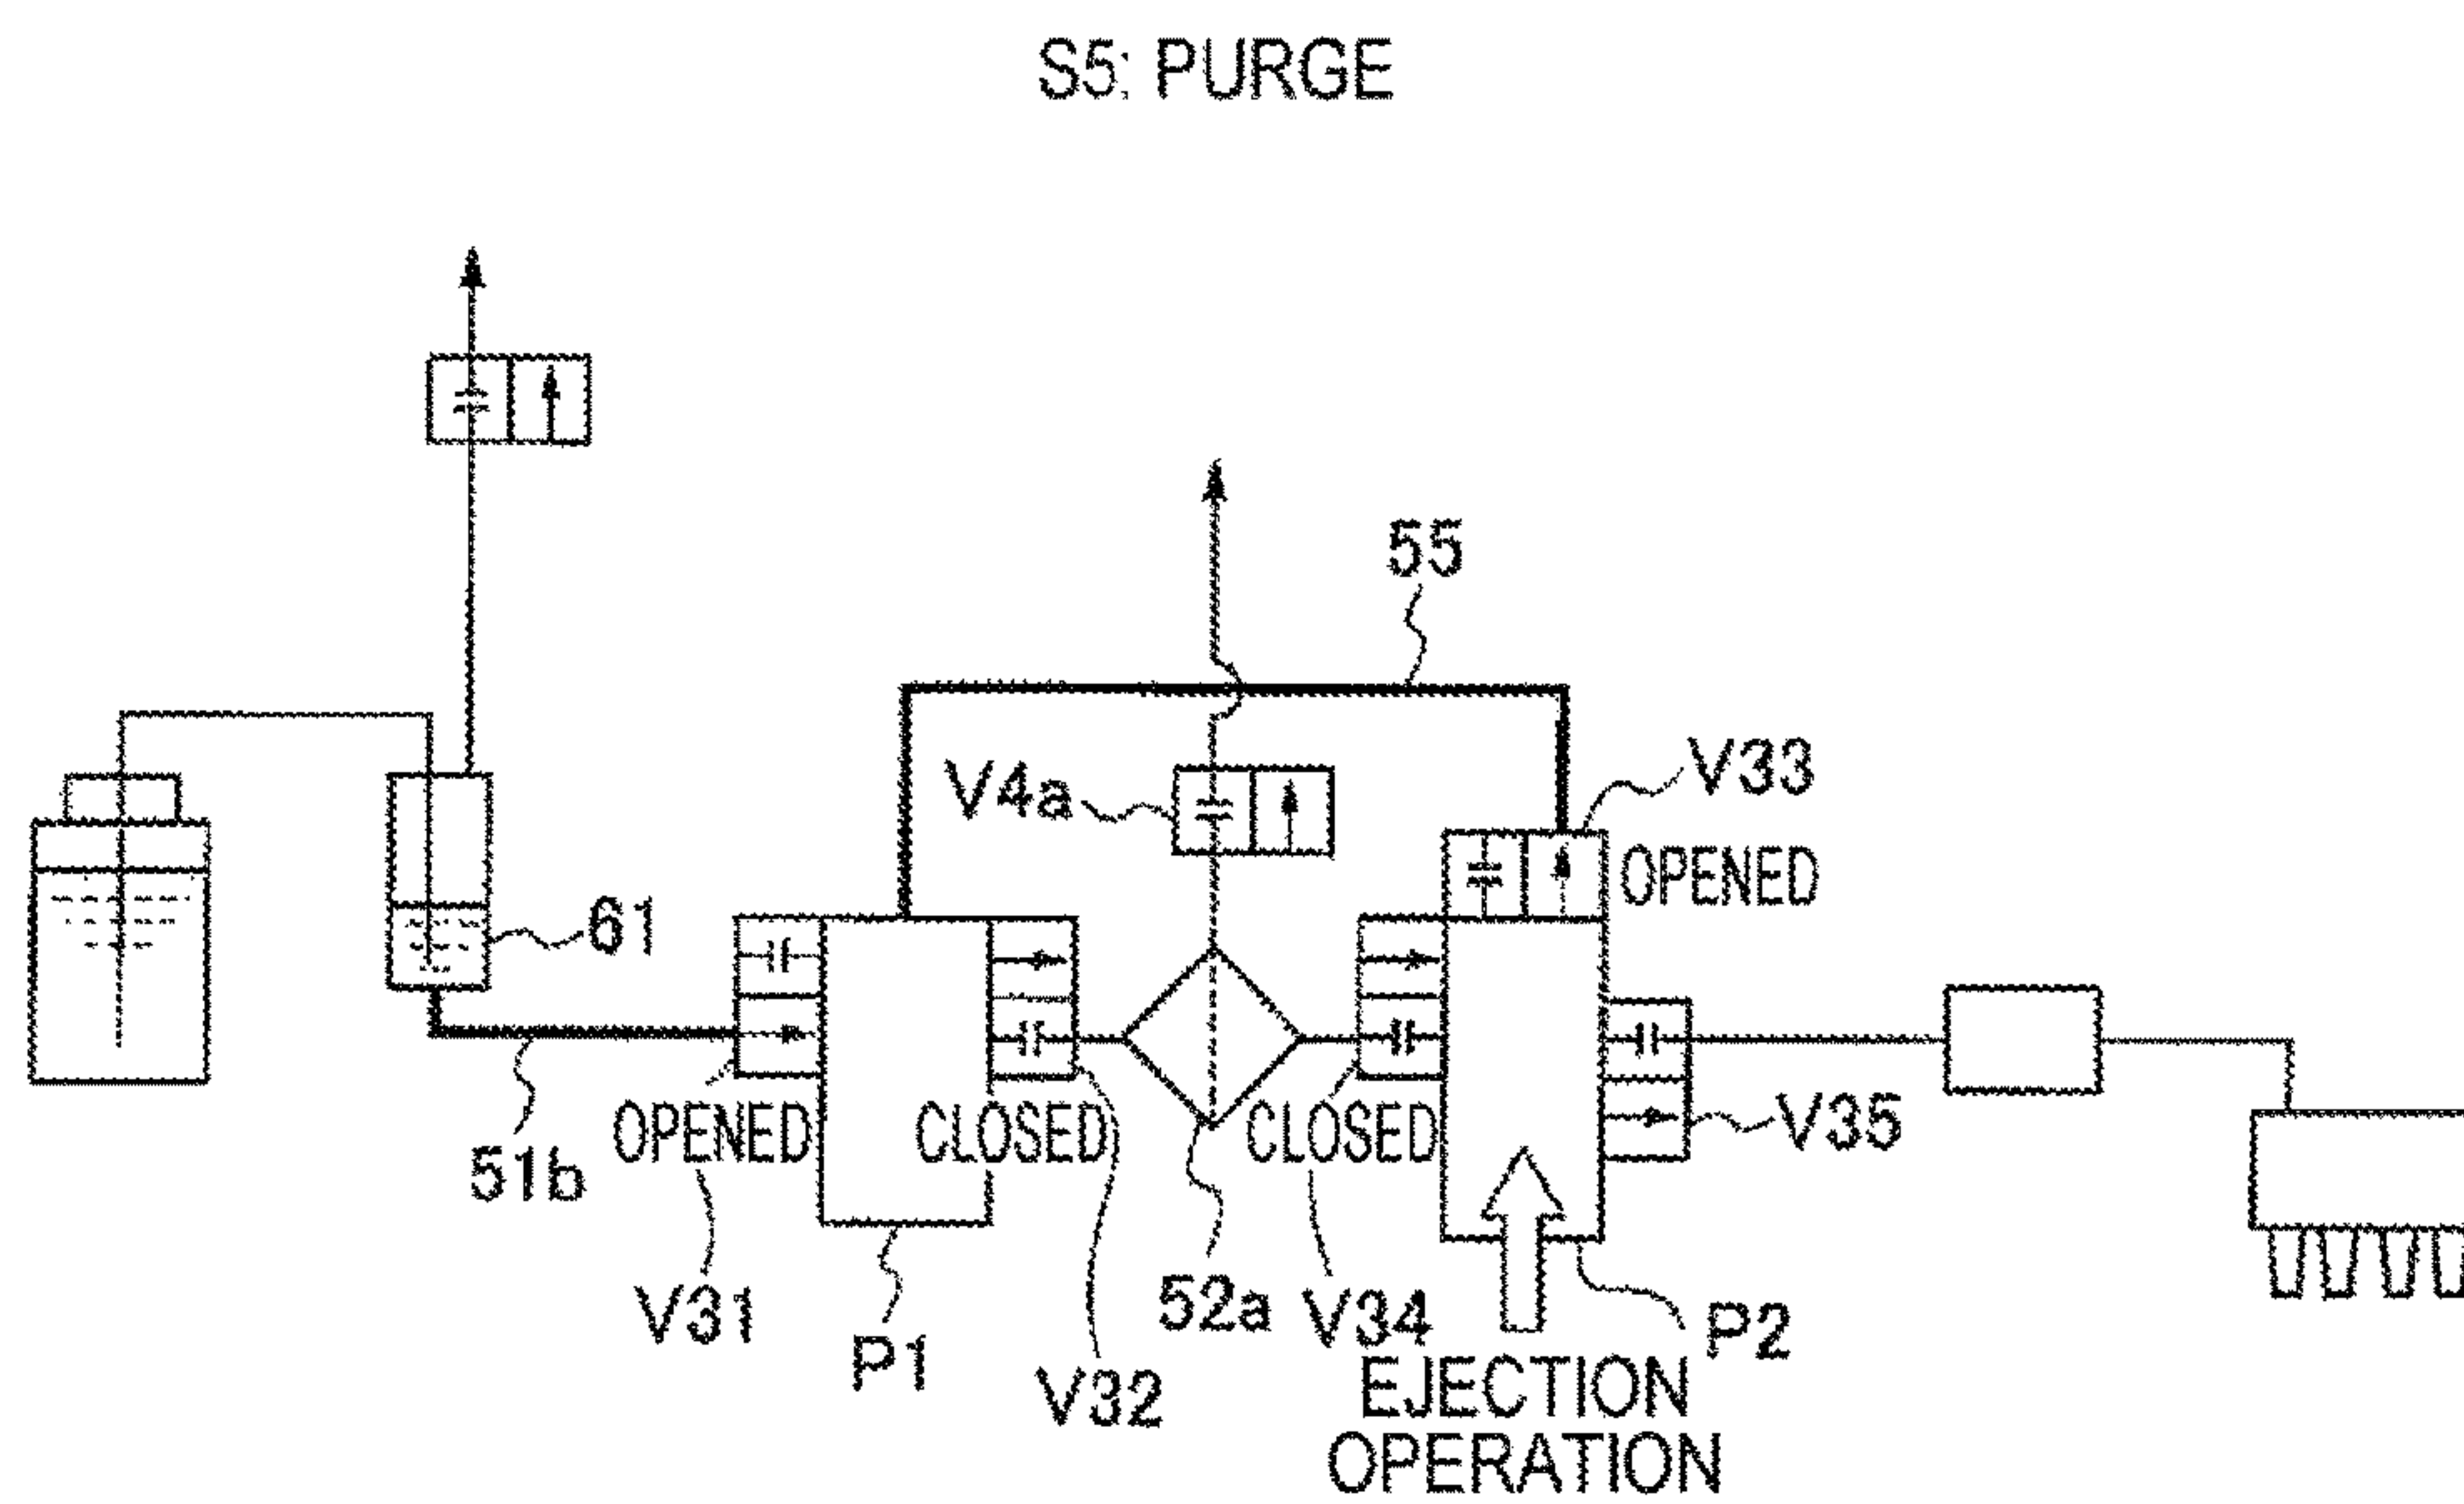 S5: PURGE
55
V4a
V33
OPENED
61
OPENED
CLOSED
CLOSED
V35
51b
V31
P1
V32
52a
V34
P2
EJECTION
OPERATION